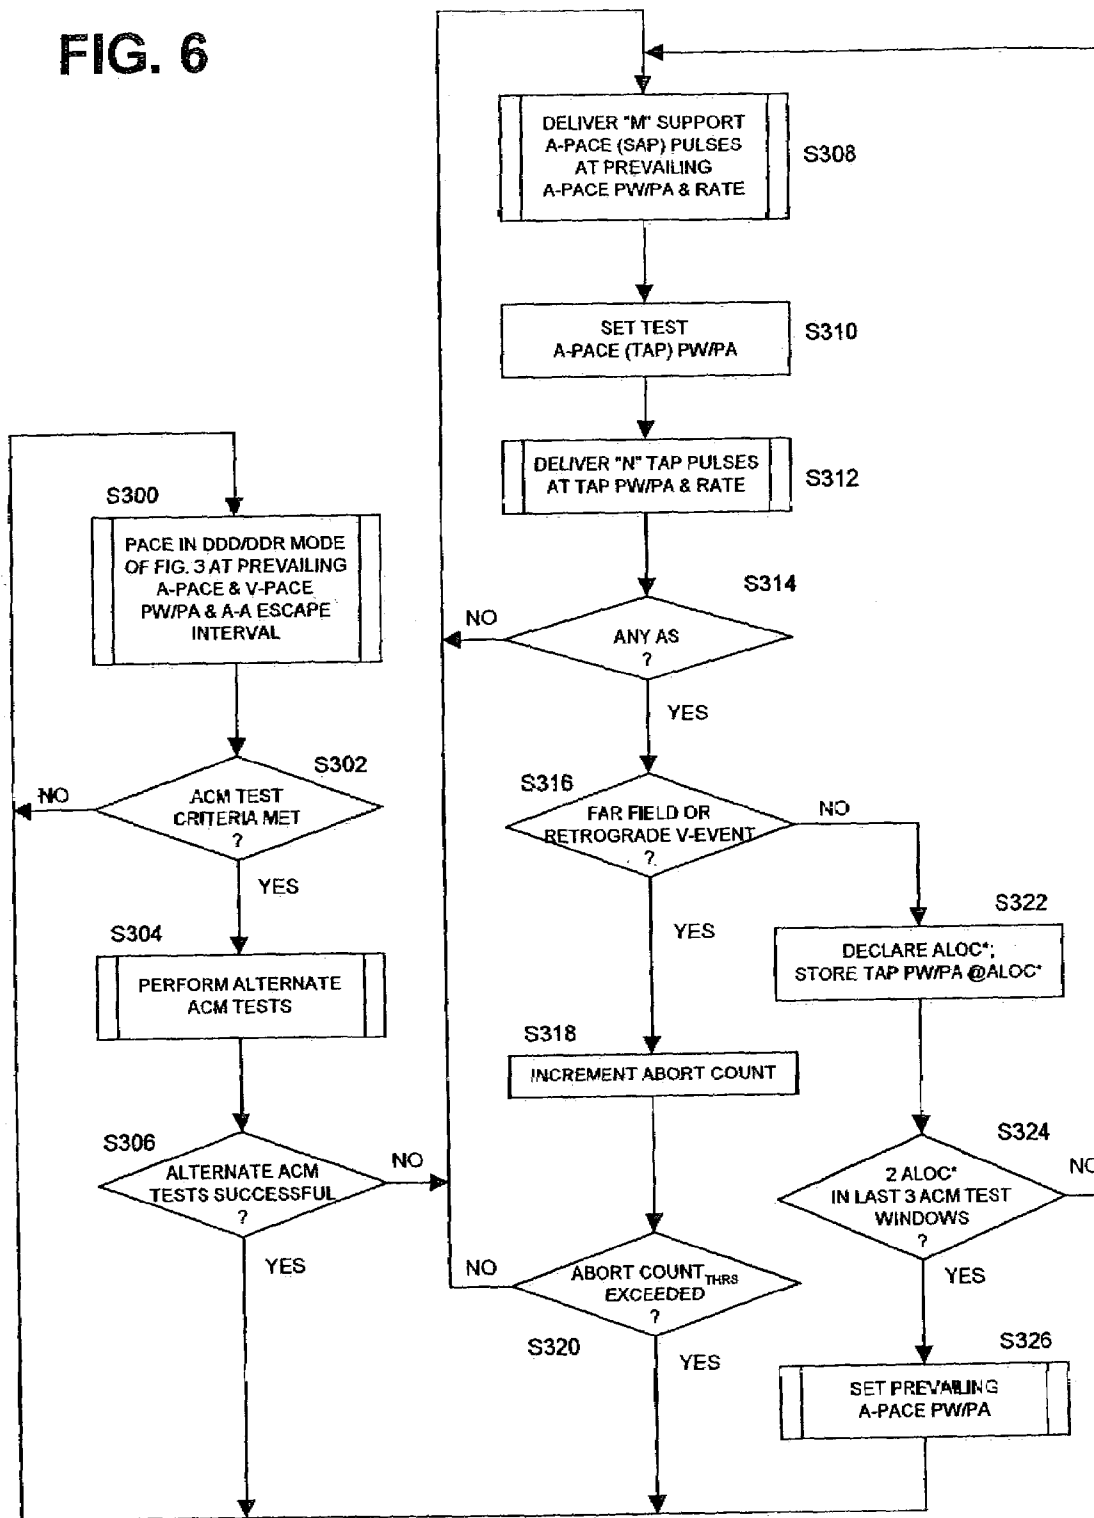 FIG. 6
DELIVER "M" SUPPORT
A-PACE (SAP) PULSES
AT PREVAILING
A-PACE PW/PA & RATE
S308
SET TEST
A-PACE (TAP) PW/PA
S310
DELIVER "N" TAP PULSES
AT TAP PW/PA & RATE
S312
S300
PACE IN DDD/DDR MODE
OF FIG. 3 AT PREVAILING
A-PACE & V-PACE
PW/PA & A-A ESCAPE
INTERVAL
S314
NO
ANY AS
?
YES
S302
NO
ACM TEST
CRITERIA MET
?
YES
S316
FAR FIELD OR
RETROGRADE V-EVENT
?
NO
YES
S304
PERFORM ALTERNATE
ACM TESTS
S322
DECLARE ALOC*;
STORE TAP PW/PA @ALOC*
S318
INCREMENT ABORT COUNT
S306
ALTERNATE ACM
TESTS SUCCESSFUL
?
NO
YES
S324
2 ALOC*
IN LAST 3 ACM TEST
WINDOWS
?
NO
YES
NO
ABORT COUNT THRS
EXCEEDED
?
S320
YES
S326
SET PREVAILING
A-PACE PW/PA